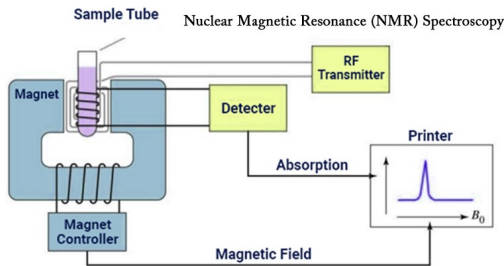 Sample Tube
Nuclear Magnetic Resonance (NMR) Spectroscopy
RF
Transmitter
Magnet
Detecter
Printer
Absorption
B₀
Magnet
Controller
Magnetic Field